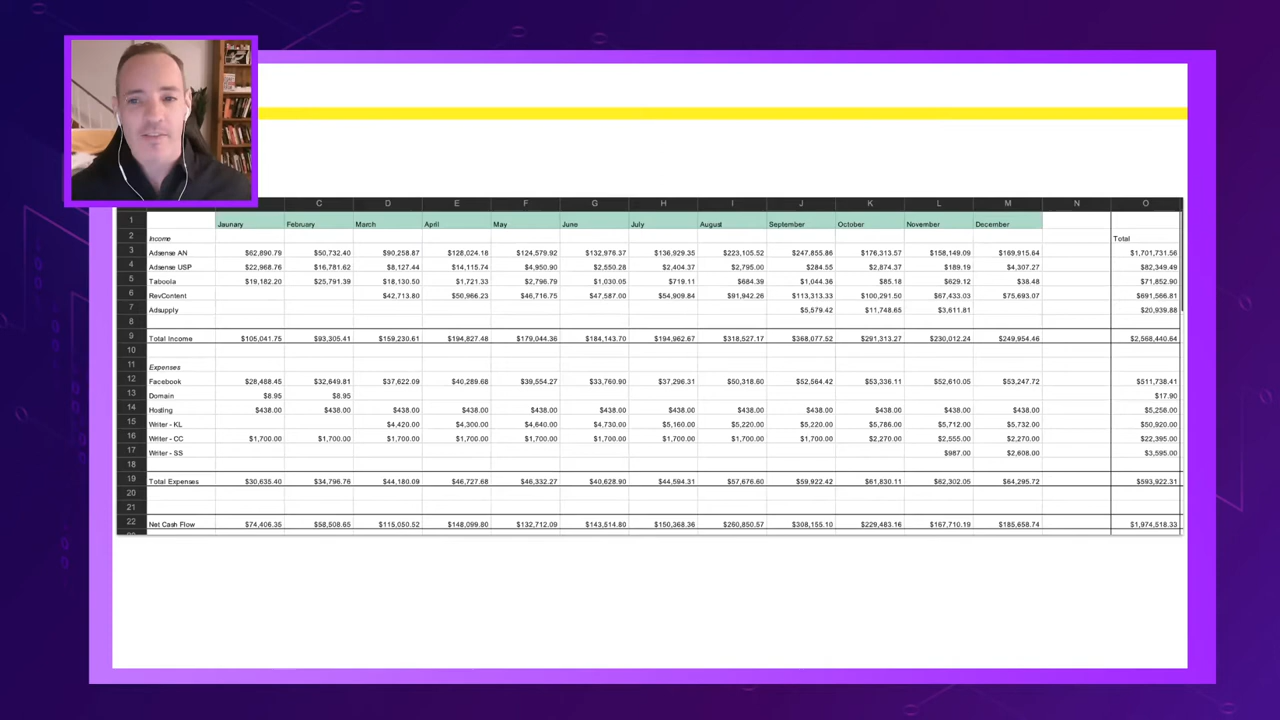 C D E F G H I J K L M N O
1 Jaunary February March April May June July August September October November December
2 Income Total
3 Adsense AN $62,890.79 $50,732.40 $90,258.87 $128,024.18 $124,579.92 $132,976.37 $136,929.35 $223,105.52 $247,855.86 $176,313.57 $158,149.09 $169,915.64 $1,701,731.56
4 Adsense USP $22,968.76 $16,781.62 $8,127.44 $14,115.74 $4,950.90 $2,550.28 $2,404.37 $2,795.00 $284.55 $2,874.37 $189.19 $4,307.27 $82,349.49
5 Taboola $19,182.20 $25,791.39 $18,130.50 $1,721.33 $2,796.79 $1,030.05 $719.11 $684.39 $1,044.36 $85.18 $629.12 $38.48 $71,852.90
6 RevContent $42,713.80 $50,966.23 $46,716.75 $47,587.00 $54,909.84 $91,942.26 $113,313.33 $100,291.50 $67,433.03 $75,693.07 $691,566.81
7 Adsupply $5,579.42 $11,748.65 $3,611.81 $20,939.88
8
9 Total Income $105,041.75 $93,305.41 $159,230.61 $194,827.48 $179,044.36 $184,143.70 $194,962.67 $318,527.17 $368,077.52 $291,313.27 $230,012.24 $249,954.46 $2,568,440.64
10
11 Expenses
12 Facebook $28,488.45 $32,649.81 $37,622.09 $40,289.68 $39,554.27 $33,760.90 $37,296.31 $50,318.60 $52,564.42 $53,336.11 $52,610.05 $53,247.72 $511,738.41
13 Domain $8.95 $8.95 $17.90
14 Hosting $438.00 $438.00 $438.00 $438.00 $438.00 $438.00 $438.00 $438.00 $438.00 $438.00 $438.00 $438.00 $5,256.00
15 Writer - KL $4,420.00 $4,300.00 $4,640.00 $4,730.00 $5,160.00 $5,220.00 $5,220.00 $5,786.00 $5,712.00 $5,732.00 $50,920.00
16 Writer - CC $1,700.00 $1,700.00 $1,700.00 $1,700.00 $1,700.00 $1,700.00 $1,700.00 $1,700.00 $1,700.00 $2,270.00 $2,555.00 $2,270.00 $22,395.00
17 Writer - SS $987.00 $2,608.00 $3,595.00
18
19 Total Expenses $30,635.40 $34,796.76 $44,180.09 $46,727.68 $46,332.27 $40,628.90 $44,594.31 $57,676.60 $59,922.42 $61,830.11 $62,302.05 $64,295.72 $593,922.31
20
21
22 Net Cash Flow $74,406.35 $58,508.65 $115,050.52 $148,099.80 $132,712.09 $143,514.80 $150,368.36 $260,850.57 $308,155.10 $229,483.16 $167,710.19 $185,658.74 $1,974,518.33